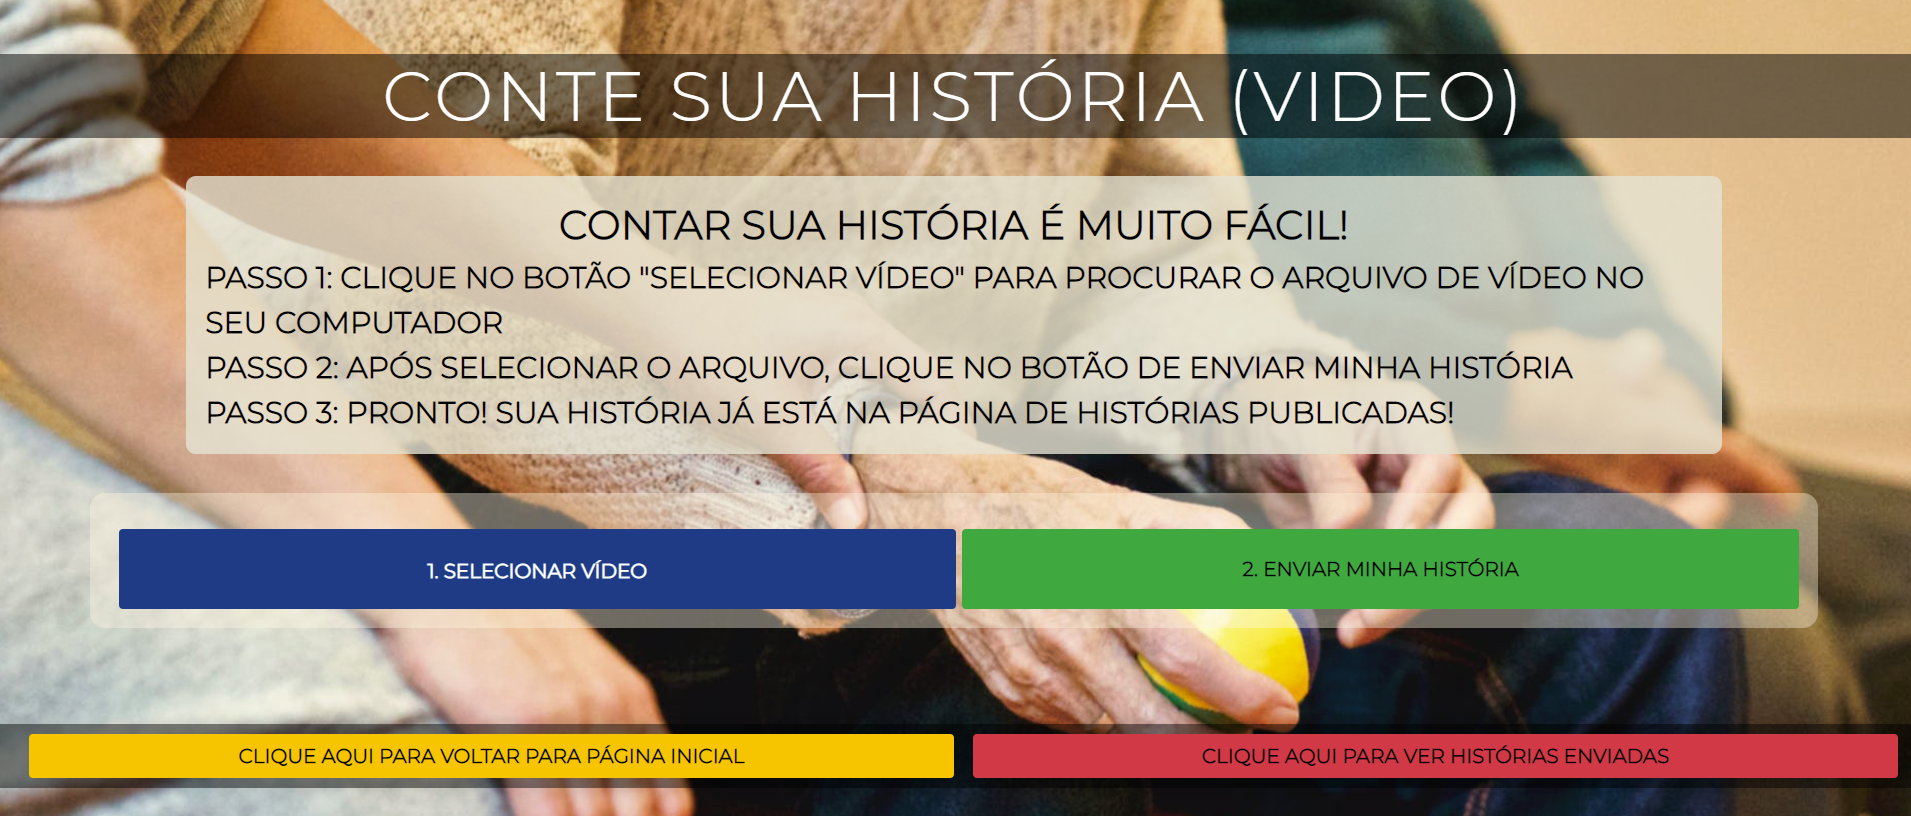 CONTE SUA HISTÓRIA (VIDEO)
CONTAR SUA HISTÓRIA É MUITO FÁCIL!
PASSO 1: CLIQUE NO BOTÃO "SELECIONAR VÍDEO" PARA PROCURAR O ARQUIVO DE VÍDEO NO
SEU COMPUTADOR
PASSO 2: APÓS SELECIONAR O ARQUIVO, CLIQUE NO BOTÃO DE ENVIAR MINHA HISTÓRIA
PASSO 3: PRONTO! SUA HISTÓRIA JÁ ESTÁ NA PÁGINA DE HISTÓRIAS PUBLICADAS!
1. SELECIONAR VÍDEO
2. ENVIAR MINHA HISTÓRIA
CLIQUE AQUI PARA VOLTAR PARA PÁGINA INICIAL
CLIQUE AQUI PARA VER HISTÓRIAS ENVIADAS